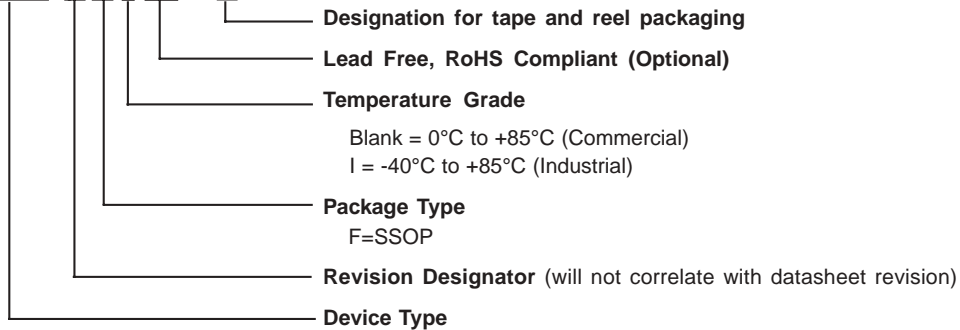 Designation for tape and reel packaging
Lead Free, RoHS Compliant (Optional)
Temperature Grade
Blank = 0°C to +85°C (Commercial)
I = -40°C to +85°C (Industrial)
Package Type
F=SSOP
Revision Designator (will not correlate with datasheet revision)
Device Type